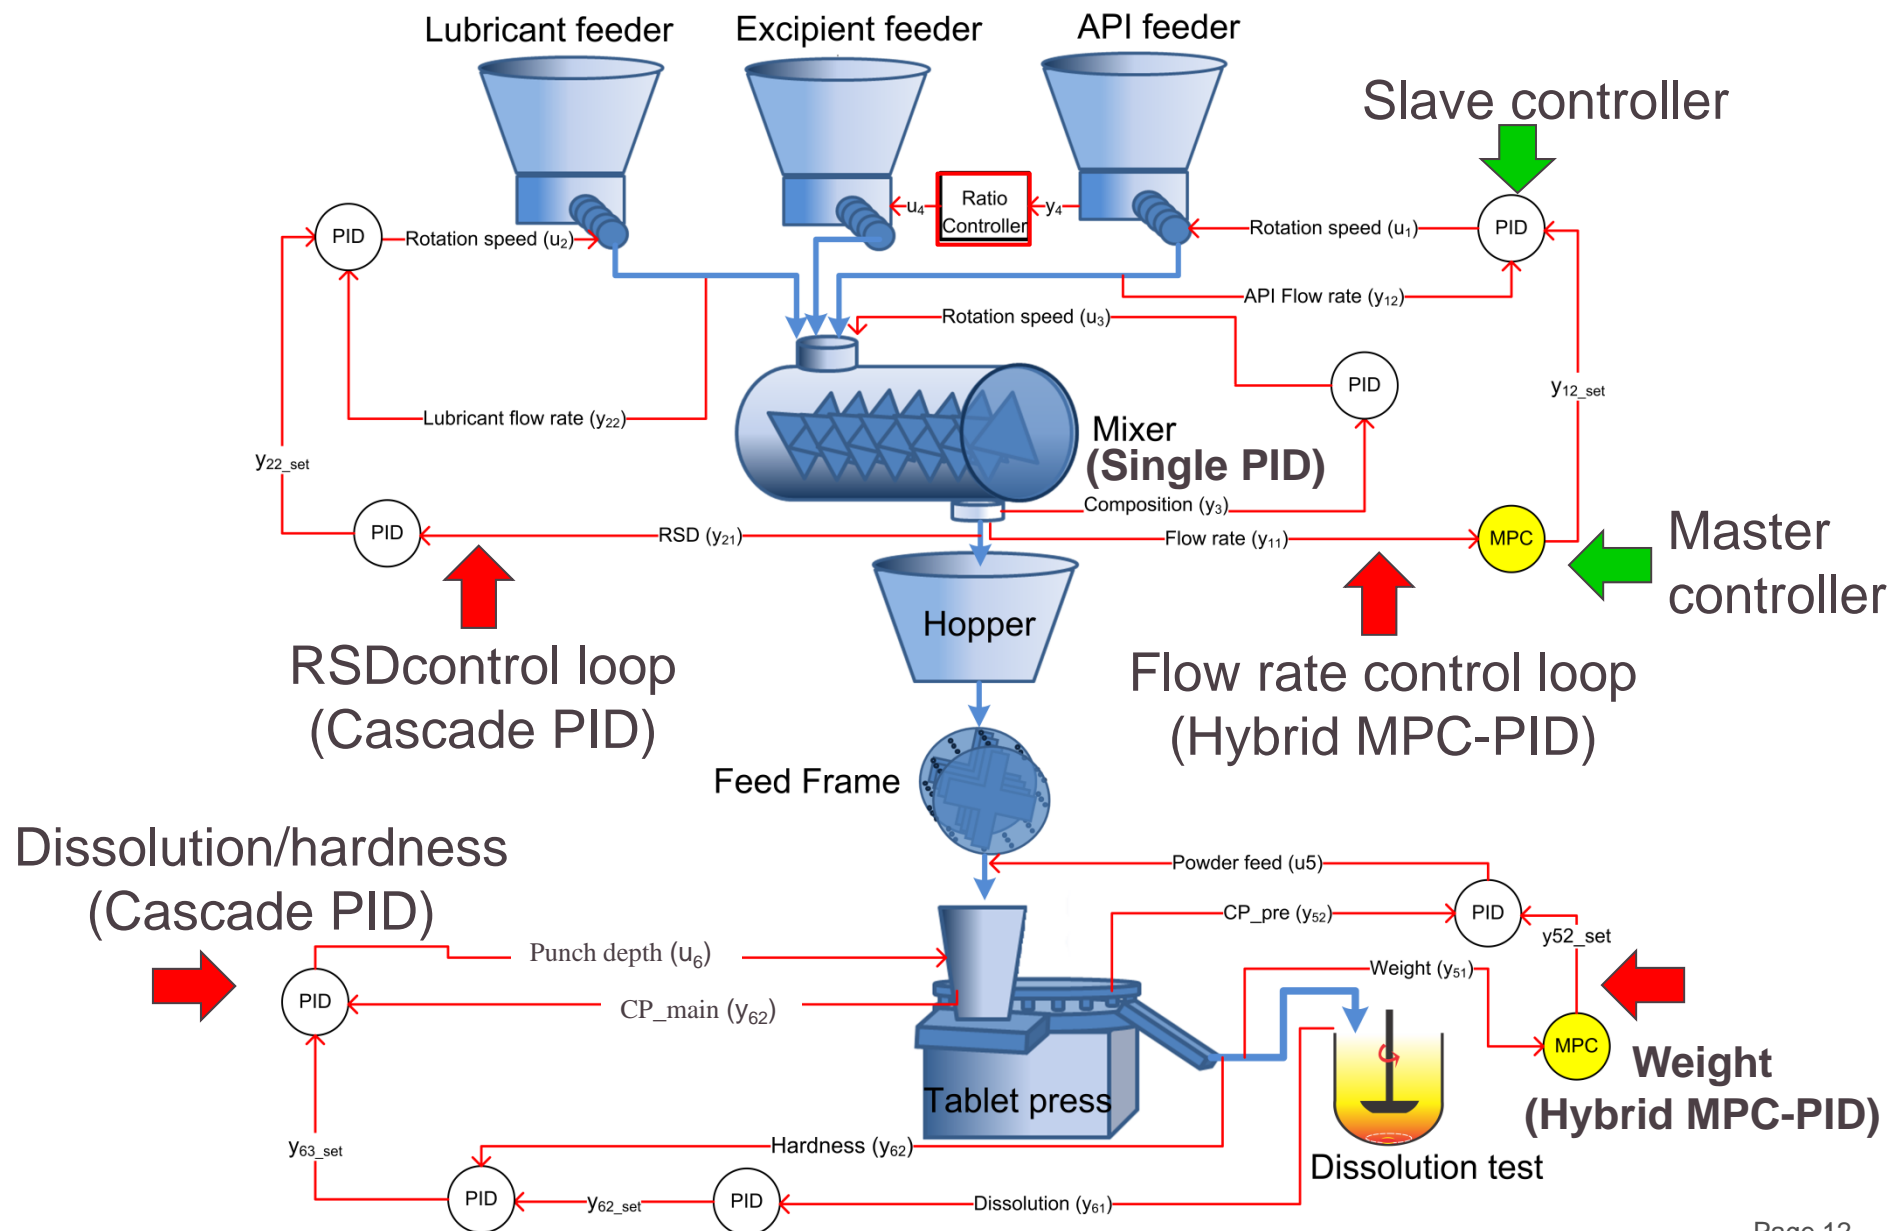 Lubricant feeder
Excipient feeder
API feeder
Slave controller
Ratio
Controller
u4
y4
PID
Rotation speed (u2)
Rotation speed (u1)
PID
API Flow rate (y12)
Rotation speed (u3)
PID
y12_set
Lubricant flow rate (y22)
Mixer
(Single PID)
y22_set
Composition (y3)
PID
RSD (y21)
Flow rate (y11)
MPC
Master
controller
Hopper
RSDcontrol loop
(Cascade PID)
Flow rate control loop
(Hybrid MPC-PID)
Feed Frame
Dissolution/hardness
(Cascade PID)
Powder feed (u5)
CP_pre (y52)
PID
y52_set
Punch depth (u6)
Weight (y51)
PID
CP_main (y62)
MPC
Weight
(Hybrid MPC-PID)
Tablet press
Hardness (y62)
y63_set
Dissolution test
PID
y62_set
PID
Dissolution (y61)
Page 12